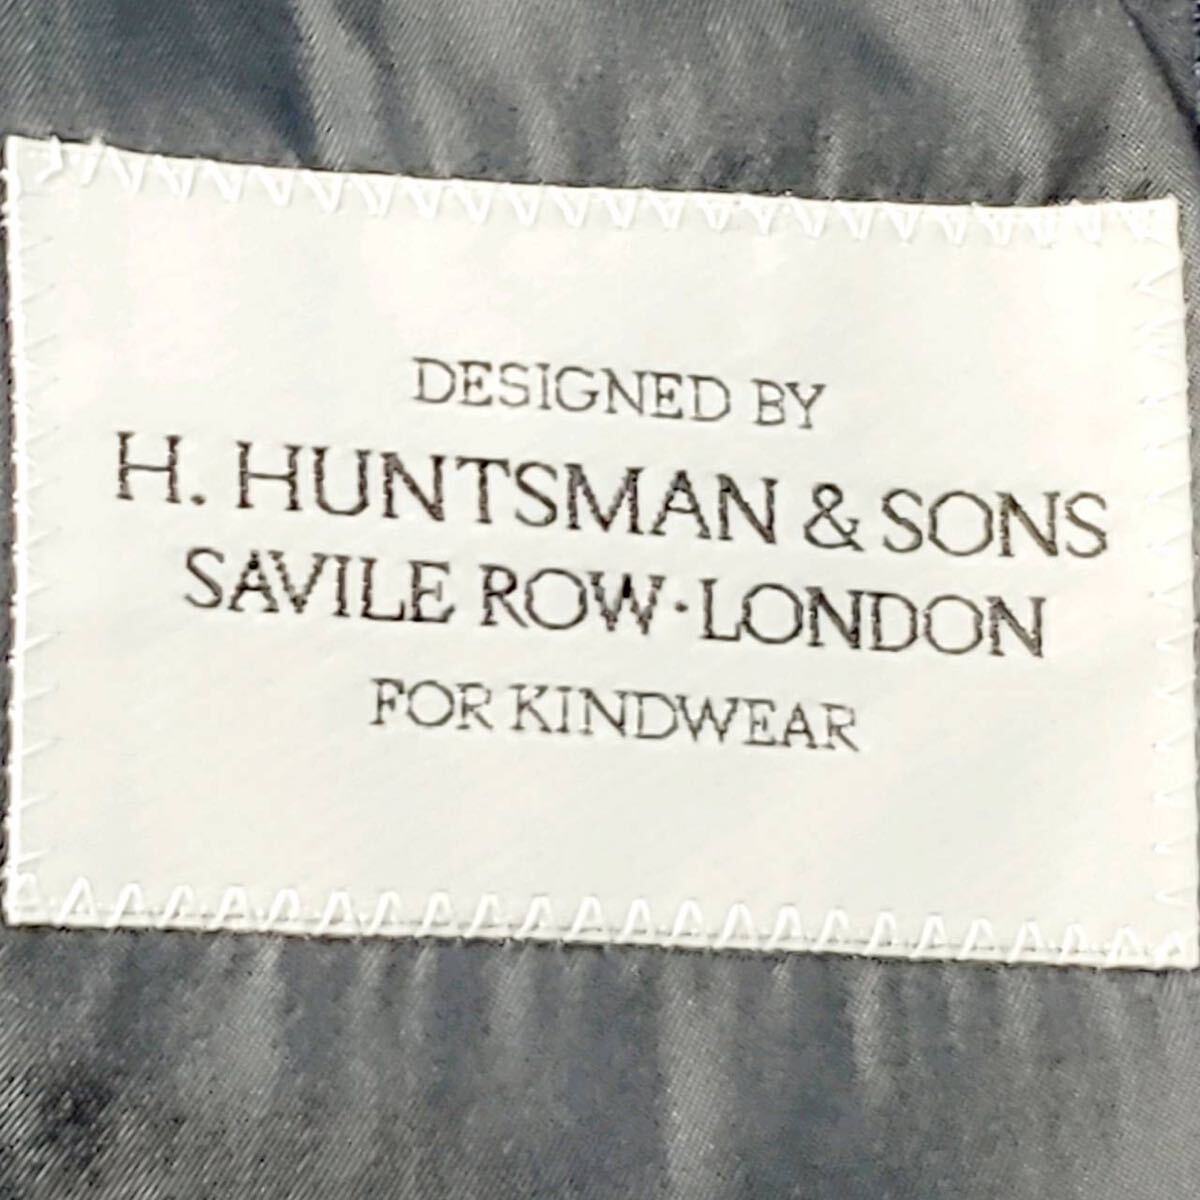 DESIGNED BY
H. HUNTSMAN & SONS
SAVILE ROW·LONDON
FOR KINDWEAR